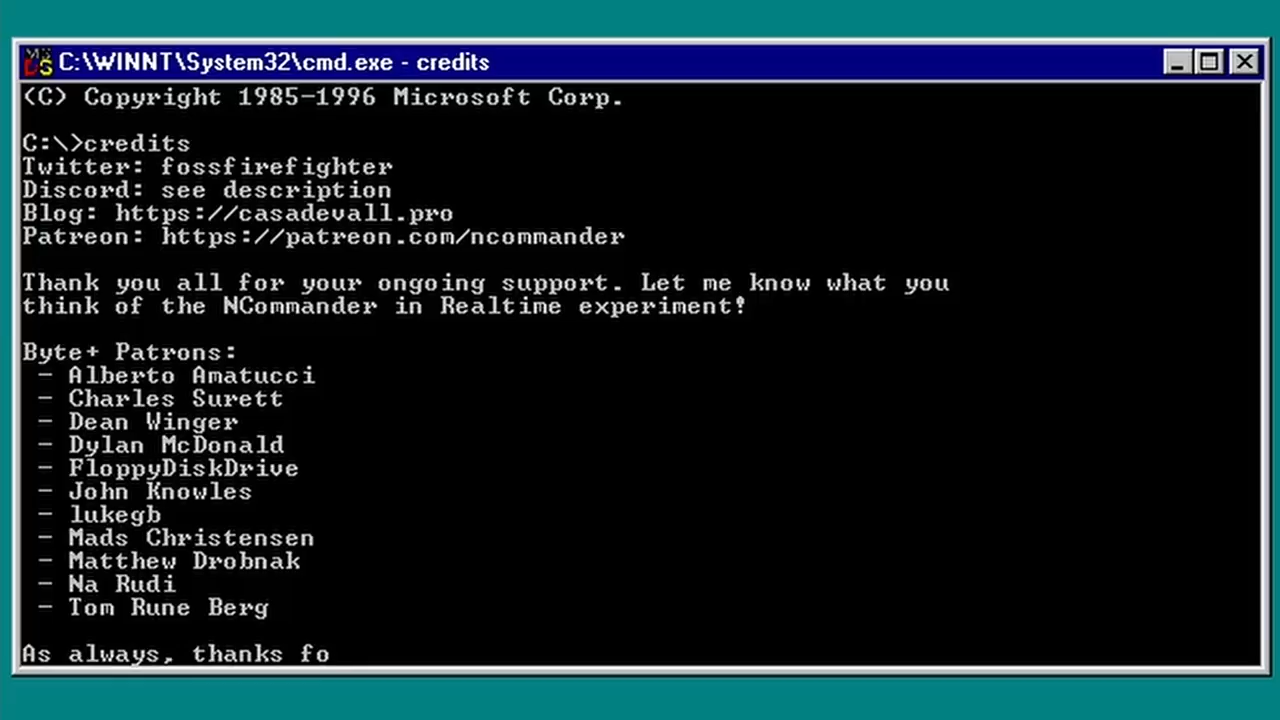 C:\WINNT\System32\cmd.exe - credits
(C) Copyright 1985-1996 Microsoft Corp.
C:\>credits
Twitter: fossfirefighter
Discord: see description
Blog: https://casadevall.pro
Patreon: https://patreon.com/ncommander
Thank you all for your ongoing support. Let me know what you
think of the NCommander in Realtime experiment!
Byte+ Patrons:
- Alberto Amatucci
- Charles Surett
- Dean Winger
- Dylan McDonald
- FloppyDiskDrive
- John Knowles
- lukegb
- Mads Christensen
- Matthew Drobnak
- Na Rudi
- Tom Rune Berg
As always, thanks fo